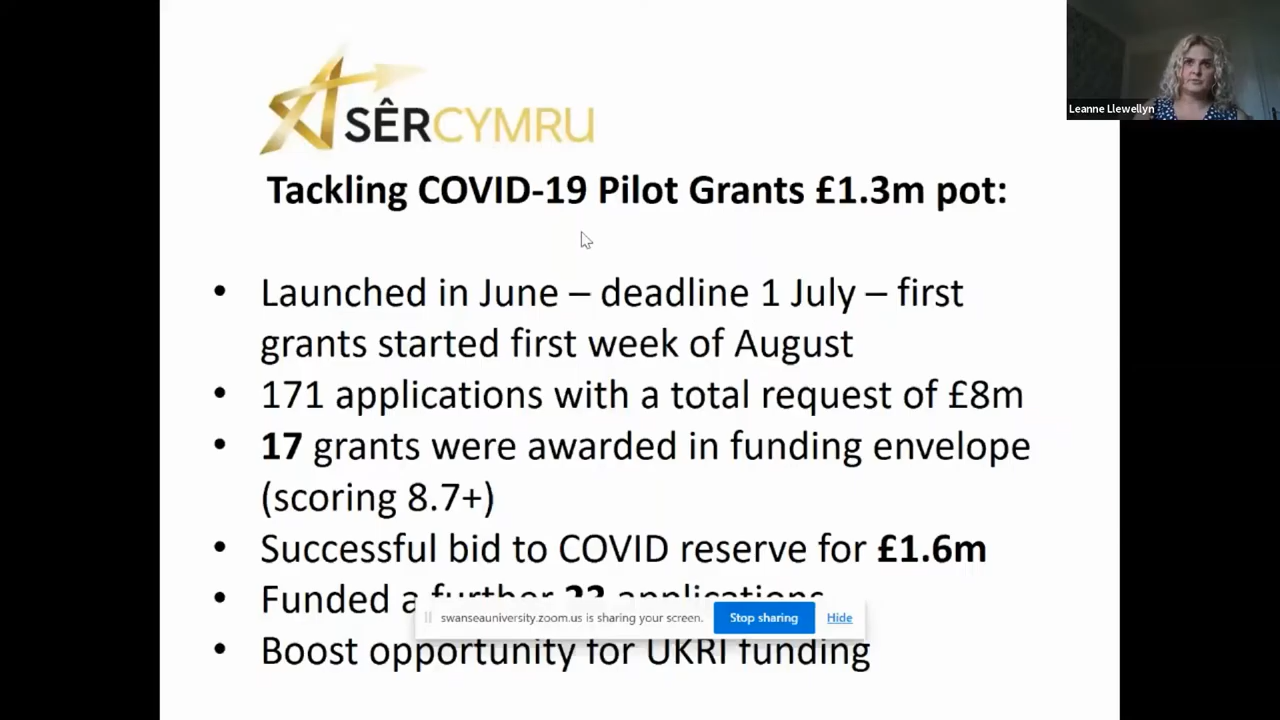 SÊRCYMRU
Leanne Llewellyn
Tackling COVID-19 Pilot Grants £1.3m pot:
• Launched in June – deadline 1 July – first
grants started first week of August
• 171 applications with a total request of £8m
• 17 grants were awarded in funding envelope
(scoring 8.7+)
• Successful bid to COVID reserve for £1.6m
• Funded a further applications
swanseauniversity.zoom.us is sharing your screen. Stop sharing Hide
• Boost opportunity for UKRI funding